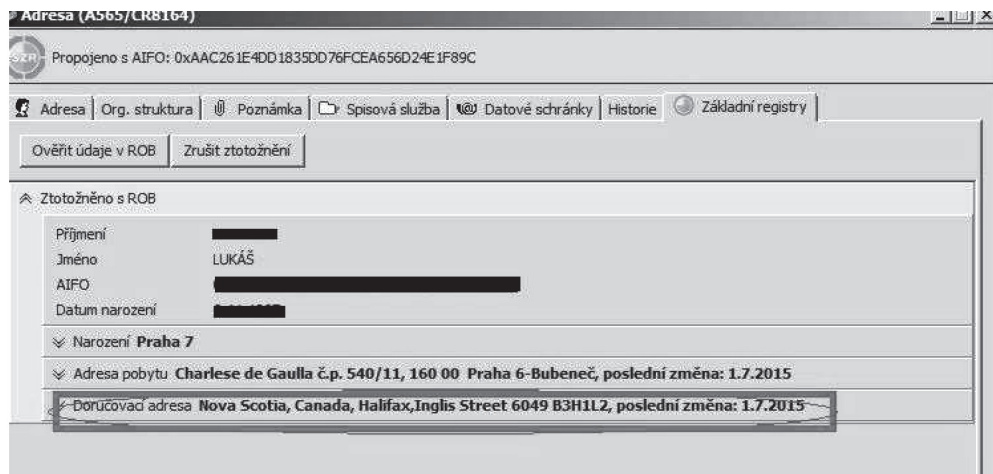 Adresa (A565/CR8164)
SZR Propojeno s AIFO: 0xAAC261E4DD1835DD76FCEA656D24E1F89C
Adresa Org. struktura Poznámka Spisová služba Datové schránky Historie Základní registry
Ověřit údaje v ROB Zrušit ztotožnění
Ztotožněno s ROB
Příjmení
Jméno LUKÁŠ
AIFO
Datum narození
Narození Praha 7
Adresa pobytu Charlese de Gaulla č.p. 540/11, 160 00 Praha 6-Bubeneč, poslední změna: 1.7.2015
Doručovací adresa Nova Scotia, Canada, Halifax,Inglis Street 6049 B3H1L2, poslední změna: 1.7.2015